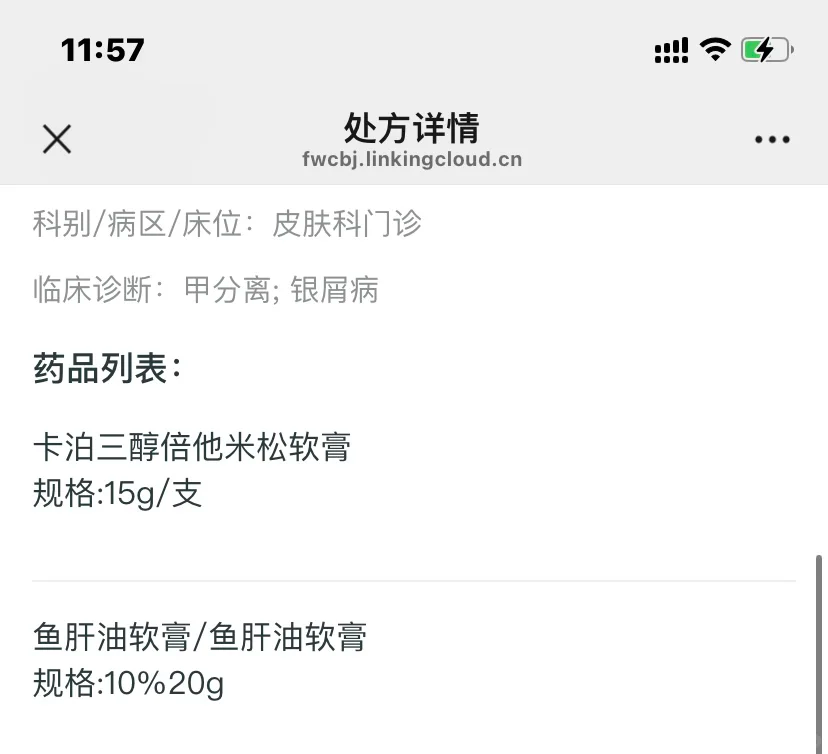 11:57
处方详情
fwcbj.linkingcloud.cn
科别/病区/床位：皮肤科门诊
临床诊断：甲分离; 银屑病
药品列表：
卡泊三醇倍他米松软膏
规格:15g/支
鱼肝油软膏/鱼肝油软膏
规格:10%20g